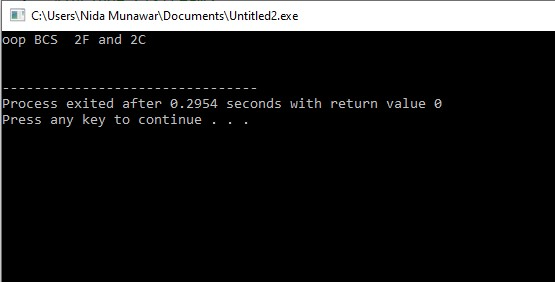 C:\Users\Nida Munawar\Documents\Untitled2.exe
oop BCS  2F and 2C
--------------------------------
Process exited after 0.2954 seconds with return value 0
Press any key to continue . . .